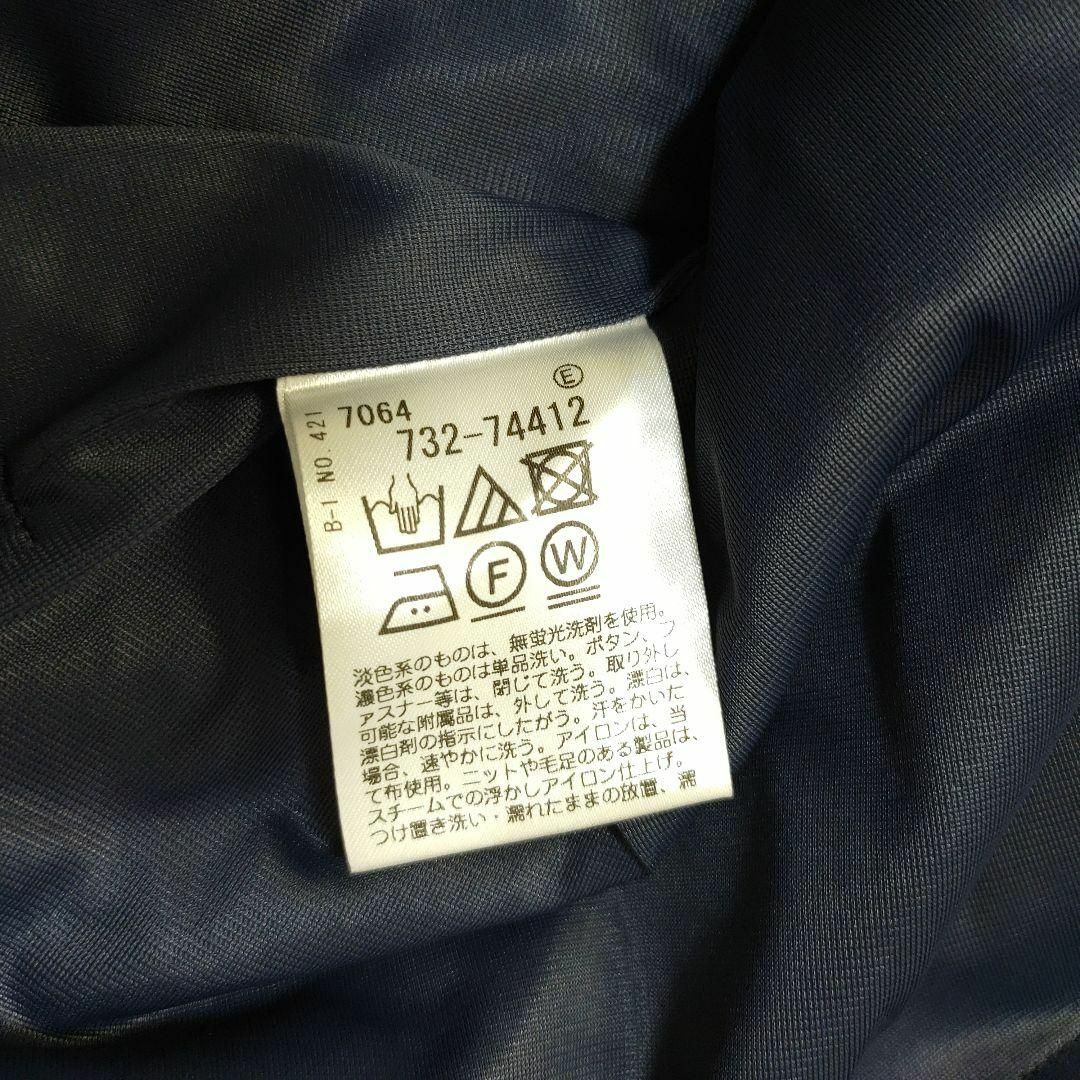 Ⓔ
B-1 NO.421
7064
732-74412
F
W
淡色系のものは、無蛍光洗剤を使用。
濃色系のものは単品洗い。ボタン、フ
ァスナー等は、閉じて洗う。取り外し
可能な附属品は、外して洗う。漂白は、
漂白剤の指示にしたがう。汗をかいた
場合、速やかに洗う。アイロンは、当
て布使用。ニットや毛足のある製品は、
スチームでの浮かしアイロン仕上げ。
つけ置き洗い・濡れたままの放置、濡